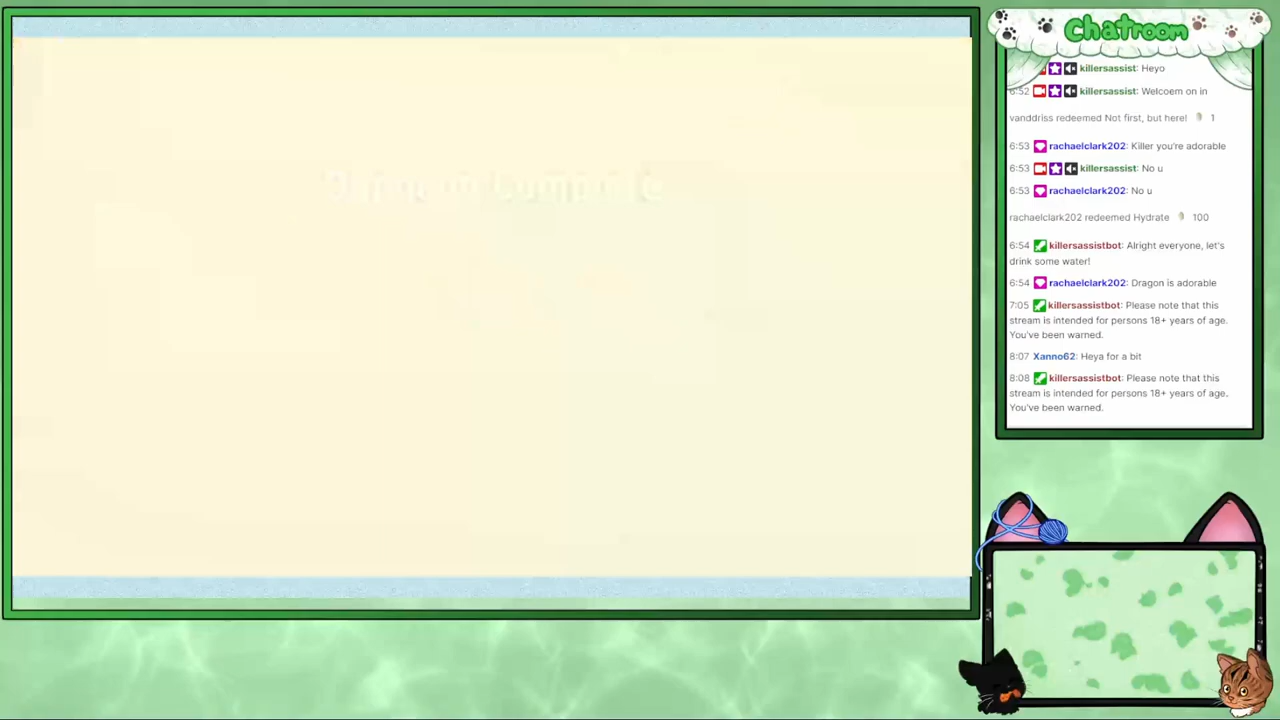 Chatroom
killersassist: Heyo
6:52 killersassist: Welcoem on in
vanddriss redeemed Not first, but here! 1
6:53 rachaelclark202: Killer you're adorable
6:53 killersassist: No u
6:53 rachaelclark202: No u
rachaelclark202 redeemed Hydrate 100
6:54 killersassistbot: Alright everyone, let's
drink some water!
6:54 rachaelclark202: Dragon is adorable
7:05 killersassistbot: Please note that this
stream is intended for persons 18+ years of age.
You've been warned.
8:07 Xanno62: Heya for a bit
8:08 killersassistbot: Please note that this
stream is intended for persons 18+ years of age.
You've been warned.